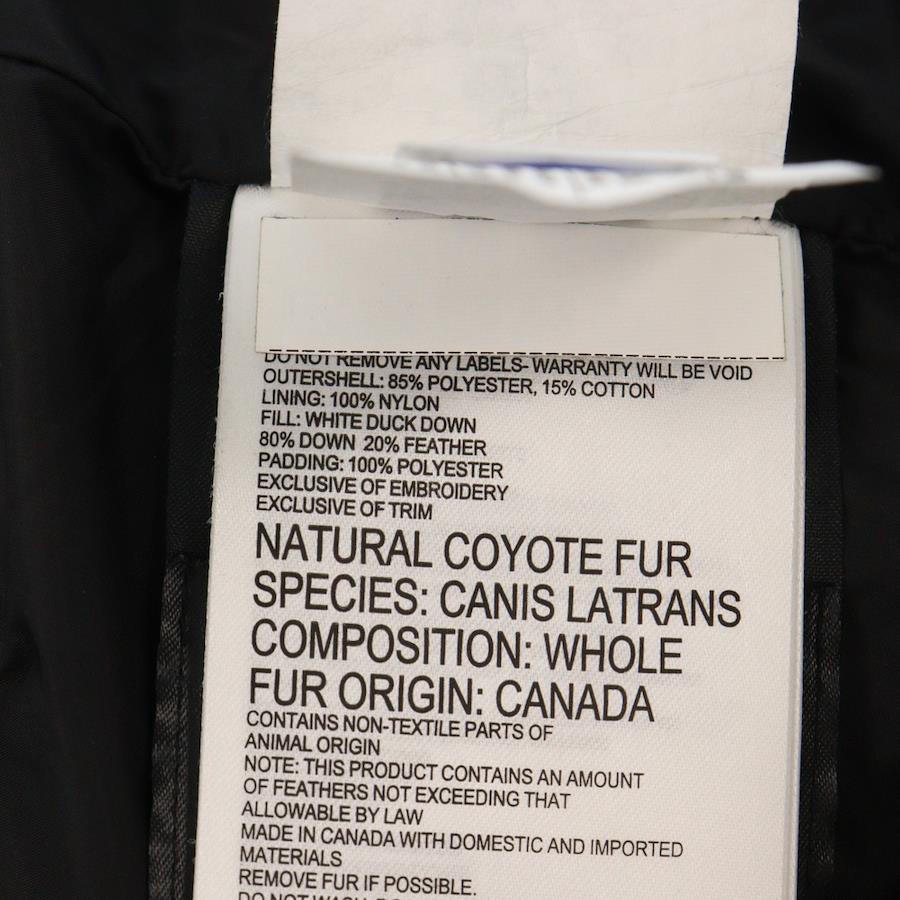 DO NOT REMOVE ANY LABELS- WARRANTY WILL BE VOID
OUTERSHELL: 85% POLYESTER, 15% COTTON
LINING: 100% NYLON
FILL: WHITE DUCK DOWN
80% DOWN 20% FEATHER
PADDING: 100% POLYESTER
EXCLUSIVE OF EMBROIDERY
EXCLUSIVE OF TRIM
NATURAL COYOTE FUR
SPECIES: CANIS LATRANS
COMPOSITION: WHOLE
FUR ORIGIN: CANADA
CONTAINS NON-TEXTILE PARTS OF
ANIMAL ORIGIN
NOTE: THIS PRODUCT CONTAINS AN AMOUNT
OF FEATHERS NOT EXCEEDING THAT
ALLOWABLE BY LAW
MADE IN CANADA WITH DOMESTIC AND IMPORTED
MATERIALS
REMOVE FUR IF POSSIBLE.
DO NOT WASH.